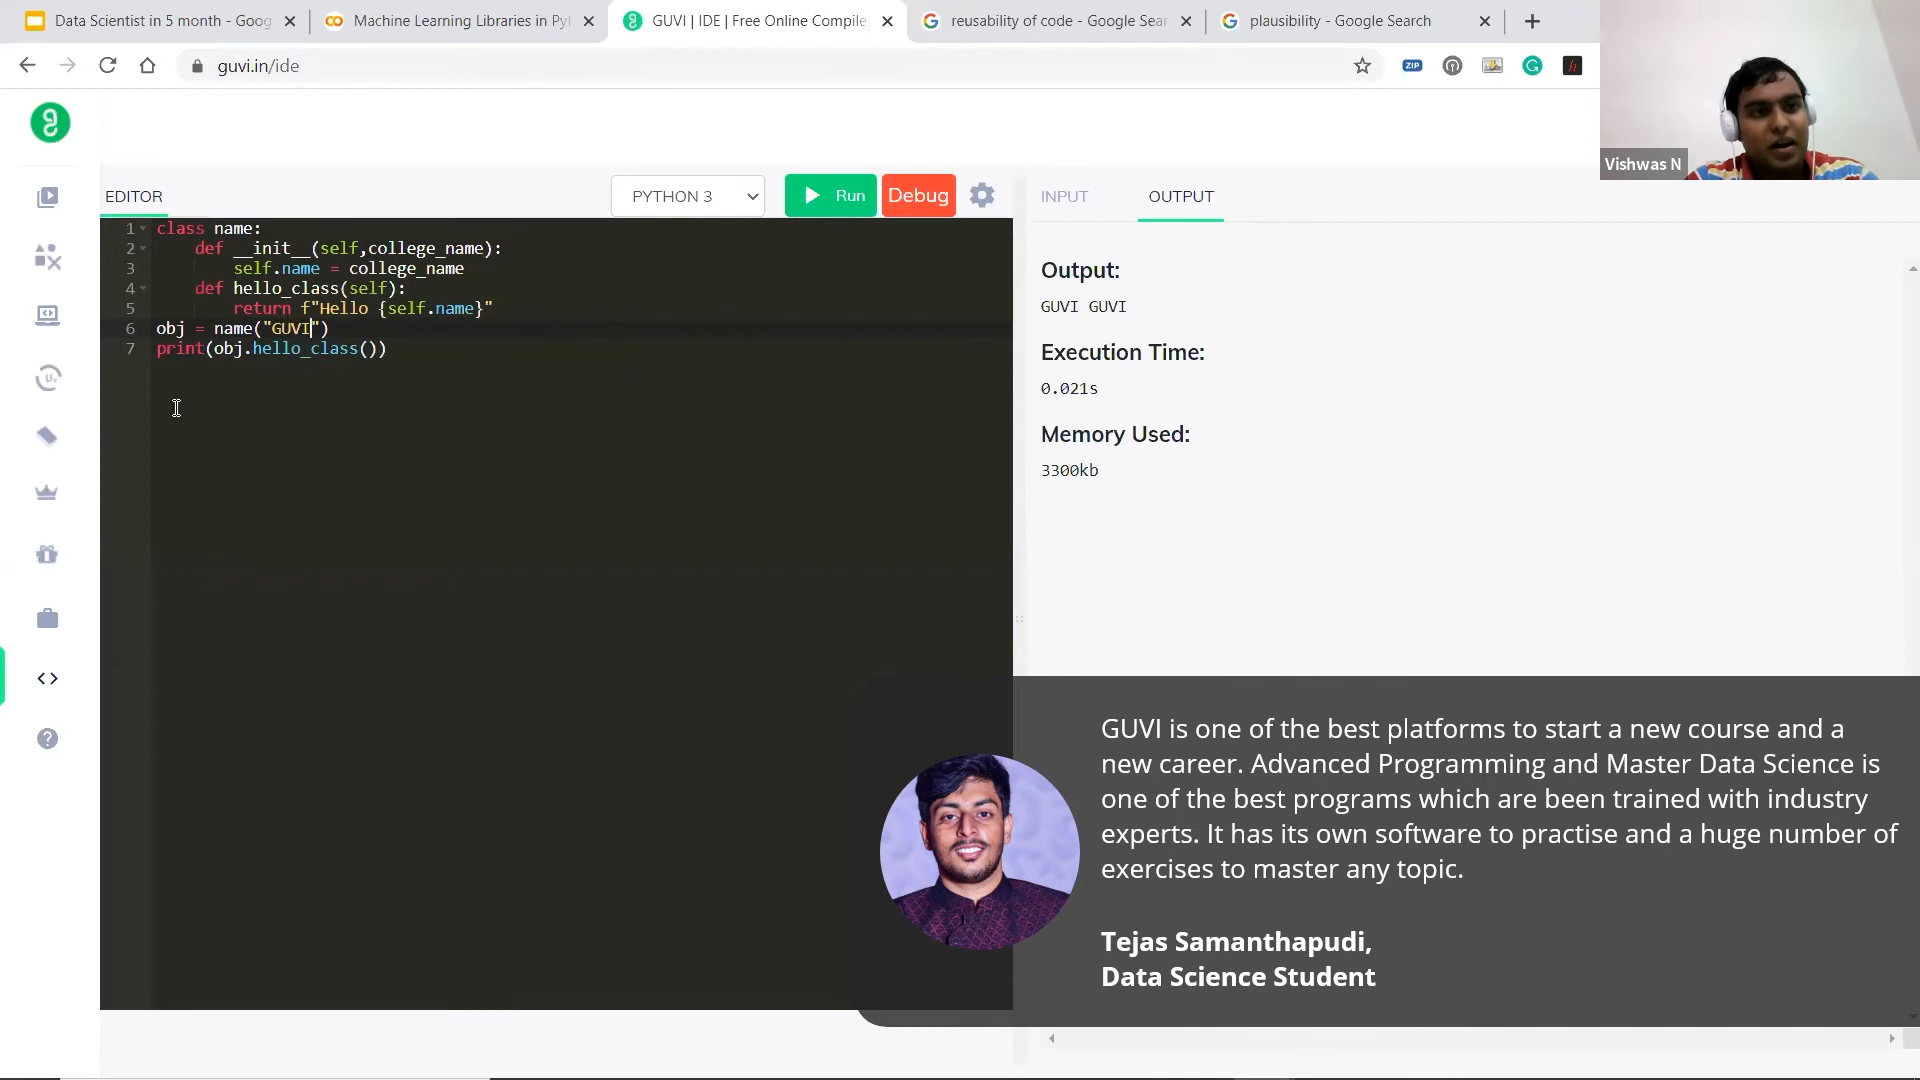 Data Scientist in 5 month - Goog
Machine Learning Libraries in Pyt
GUVI | IDE | Free Online Compile
reusability of code - Google Sear
plausibility - Google Search
guvi.in/ide
ZIP
Vishwas N
EDITOR
PYTHON 3
Run
Debug
INPUT
OUTPUT
1 class name:
2     def __init__(self,college_name):
3         self.name = college_name
4     def hello_class(self):
5         return f"Hello {self.name}"
6 obj = name("GUVI")
7 print(obj.hello_class())
Output:
GUVI GUVI
Execution Time:
0.021s
Memory Used:
3300kb
GUVI is one of the best platforms to start a new course and a
new career. Advanced Programming and Master Data Science is
one of the best programs which are been trained with industry
experts. It has its own software to practise and a huge number of
exercises to master any topic.
Tejas Samanthapudi,
Data Science Student